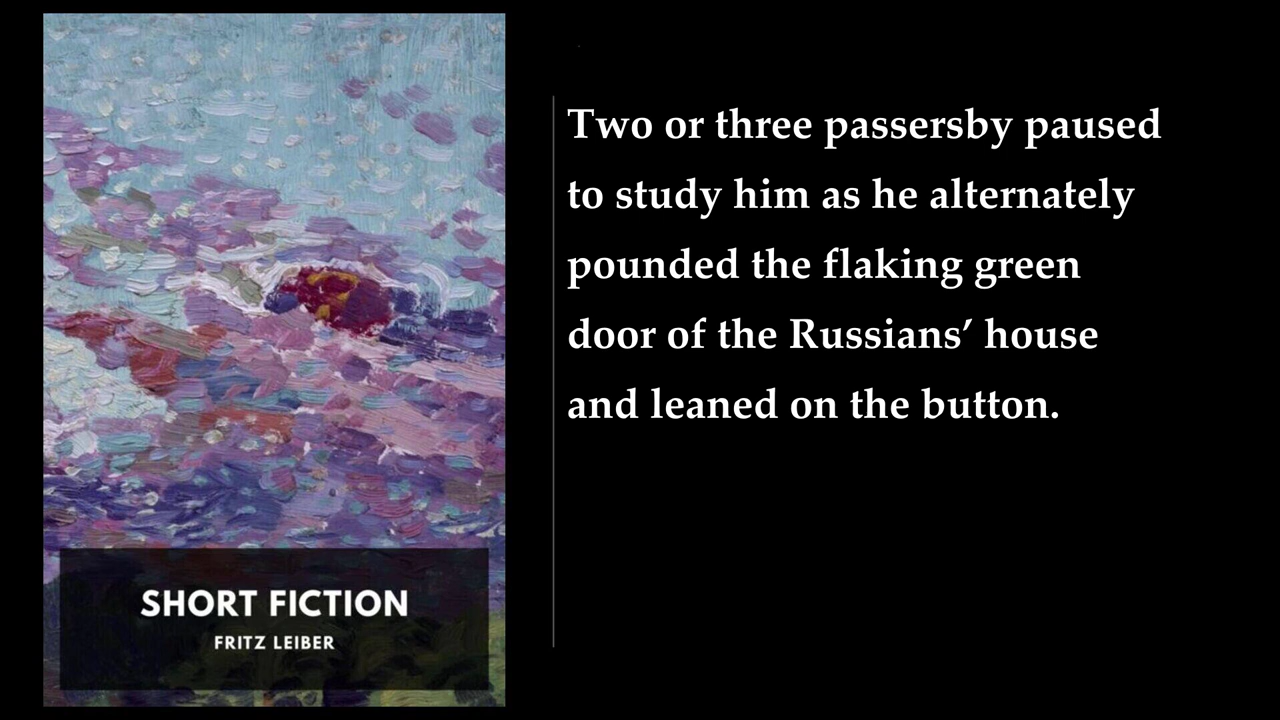 SHORT FICTION
FRITZ LEIBER
Two or three passersby paused
to study him as he alternately
pounded the flaking green
door of the Russians’ house
and leaned on the button.